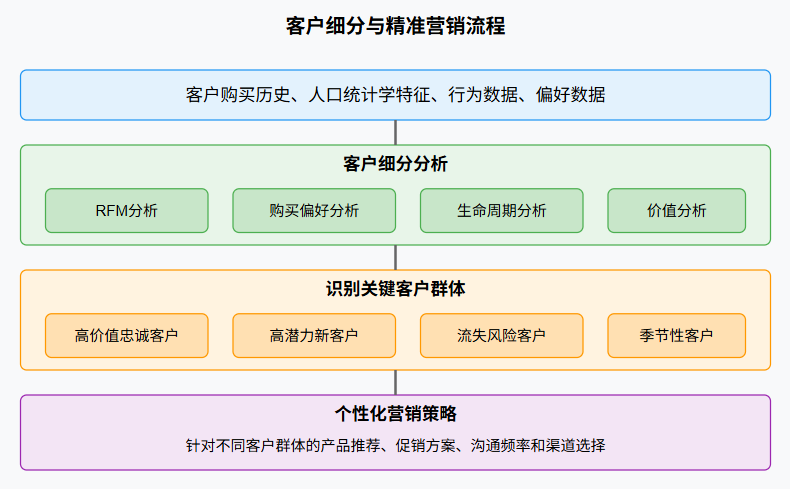 客户细分与精准营销流程
客户购买历史、人口统计学特征、行为数据、偏好数据
客户细分分析
RFM分析
购买偏好分析
生命周期分析
价值分析
识别关键客户群体
高价值忠诚客户
高潜力新客户
流失风险客户
季节性客户
个性化营销策略
针对不同客户群体的产品推荐、促销方案、沟通频率和渠道选择